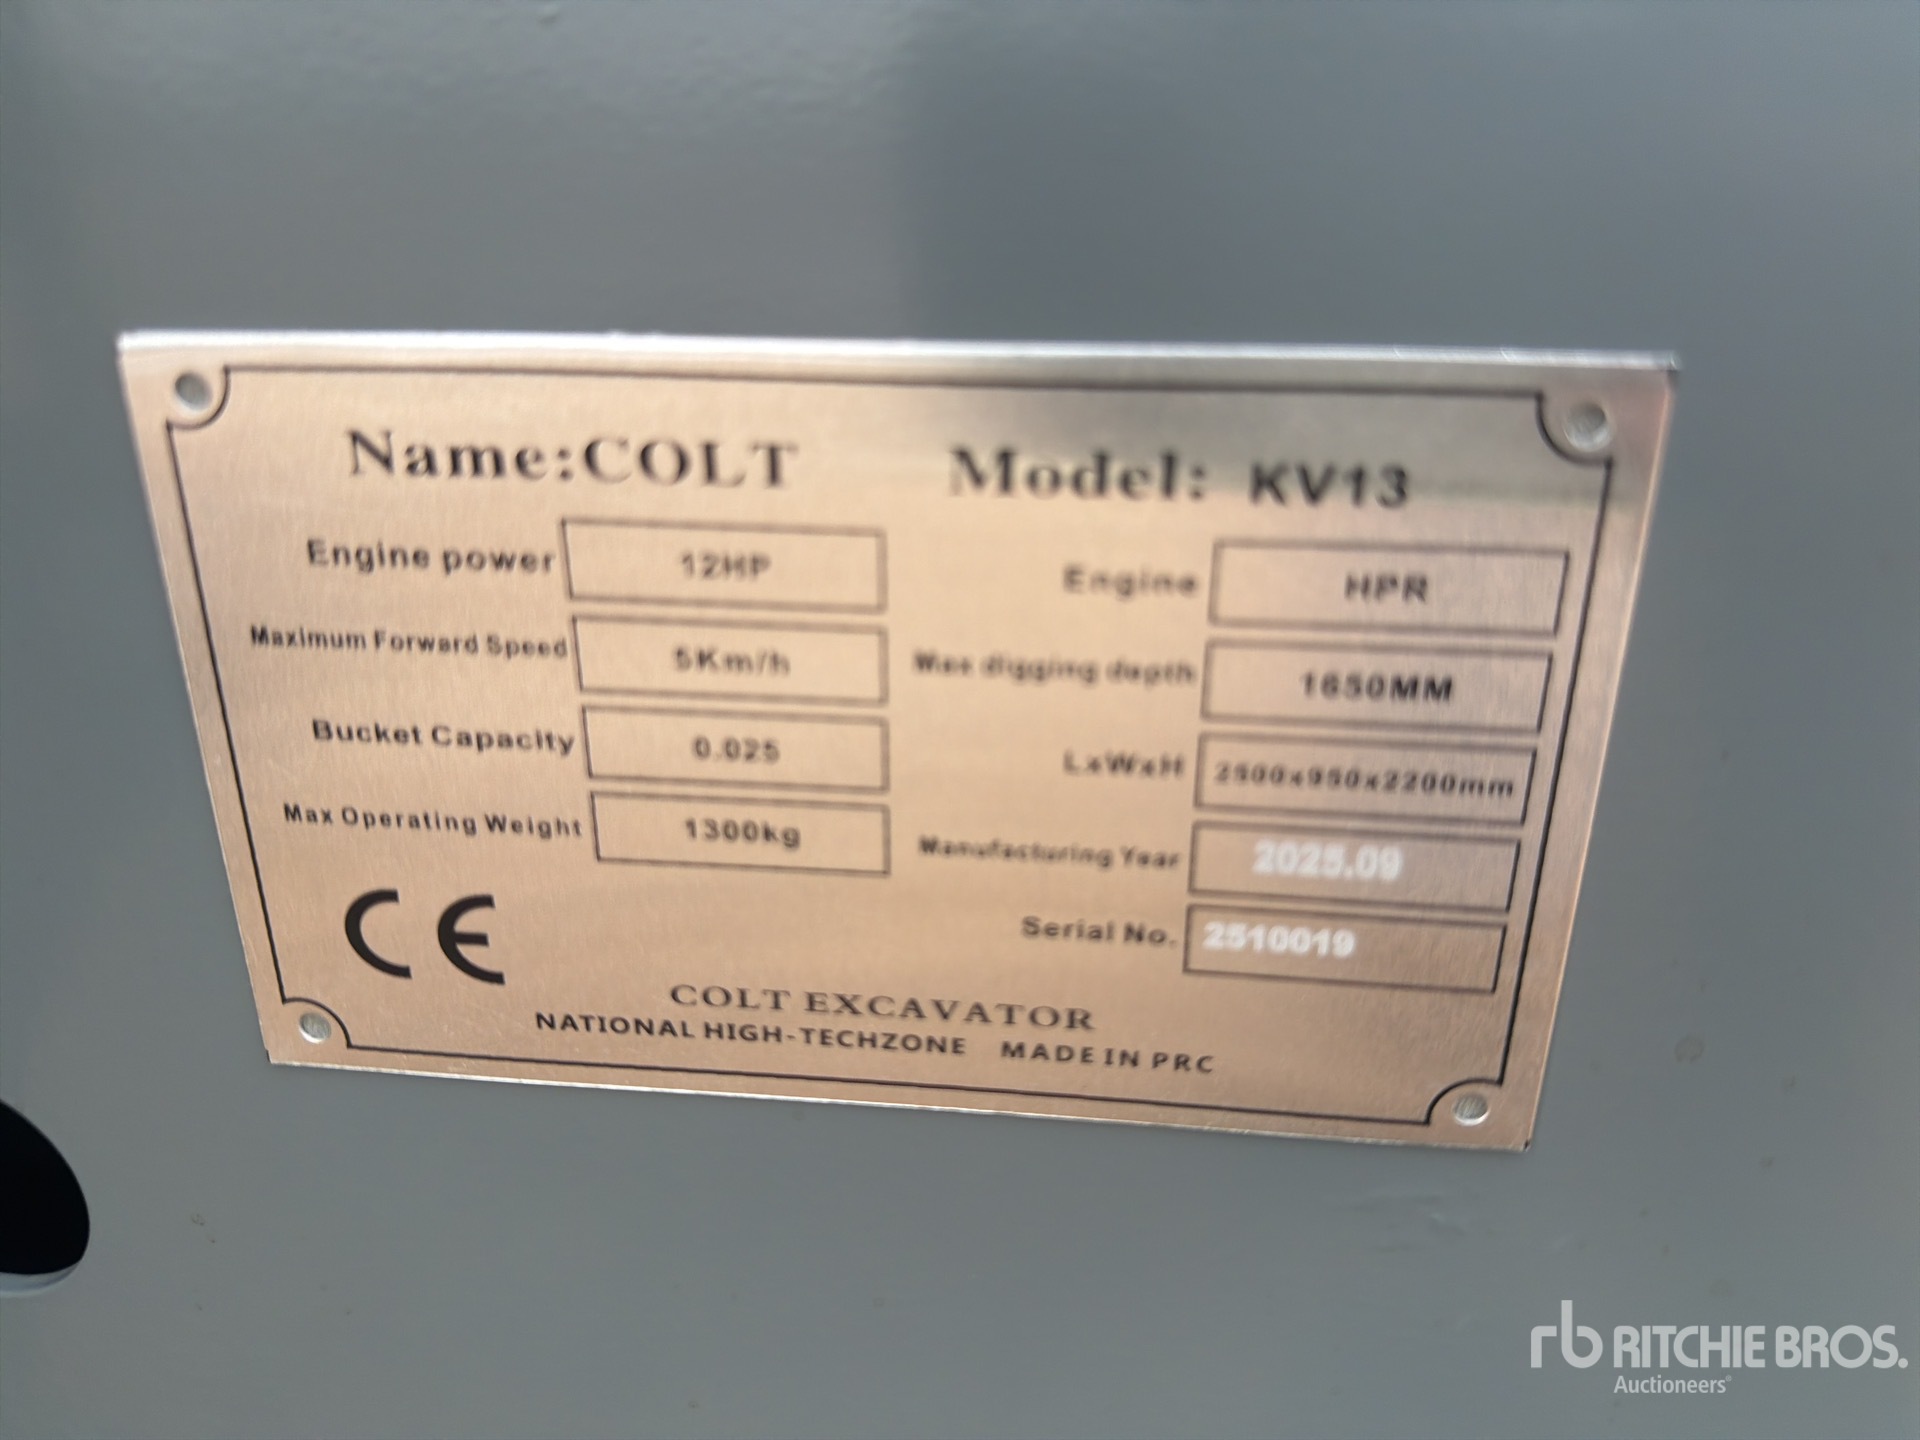 Name:COLT Model: KV13
Engine power 12HP Engine HPR
Maximum Forward Speed 5Km/h Max digging depth 1650MM
Bucket Capacity 0.025 LxWxH 2500x950x2200mm
Max Operating Weight 1300kg Manufacturing Year 2025.09
Serial No. 2510019
CE
COLT EXCAVATOR
NATIONAL HIGH-TECHZONE MADE IN PRC
rb RITCHIE BROS.
Auctioneers